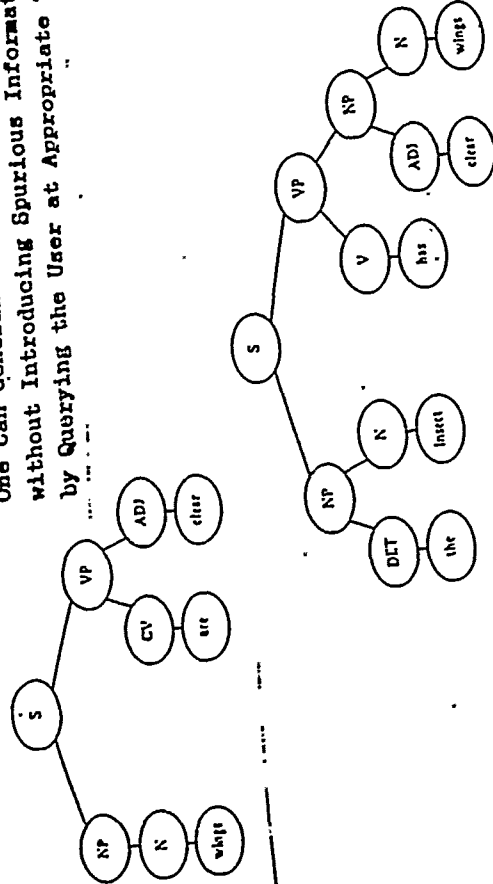 One Can
without Introducing Spurious Informat
by Querying the User at Appropriate
S
NP
VP
N
CV
ADJ
wings
are
clear
S
NP
VP
DET
N
V
NP
the
insect
has
ADJ
N
clear
wings